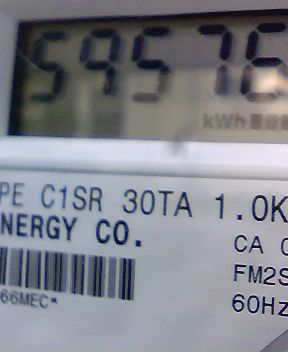 59576
kWh
PE C1SR 30TA 1.0K
NERGY CO.
CA
FM2S
60Hz
66MEC*